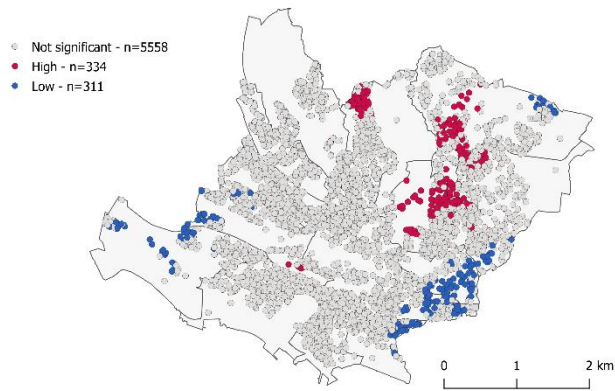 Not significant - n=5558
High - n=334
Low - n=311
0 1 2 km